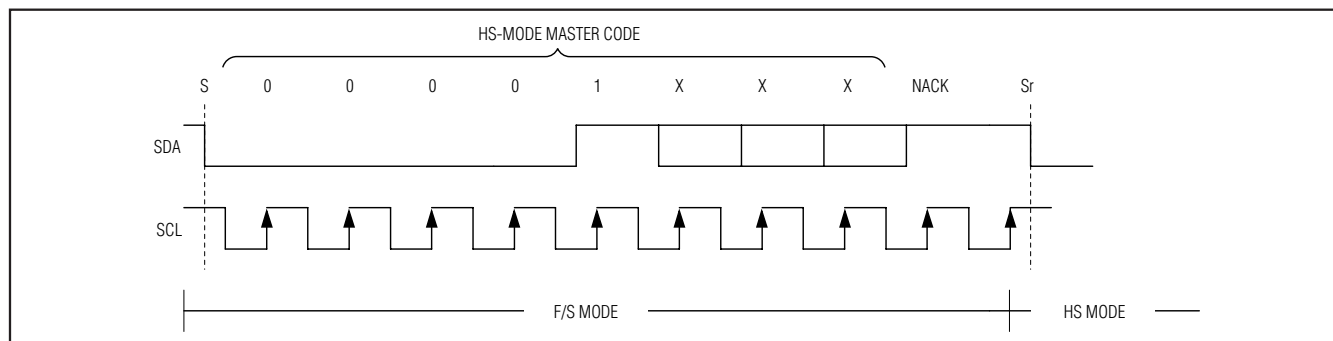 HS-MODE MASTER CODE
S 0 0 0 0 1 X X X NACK Sr
SDA
SCL
F/S MODE HS MODE